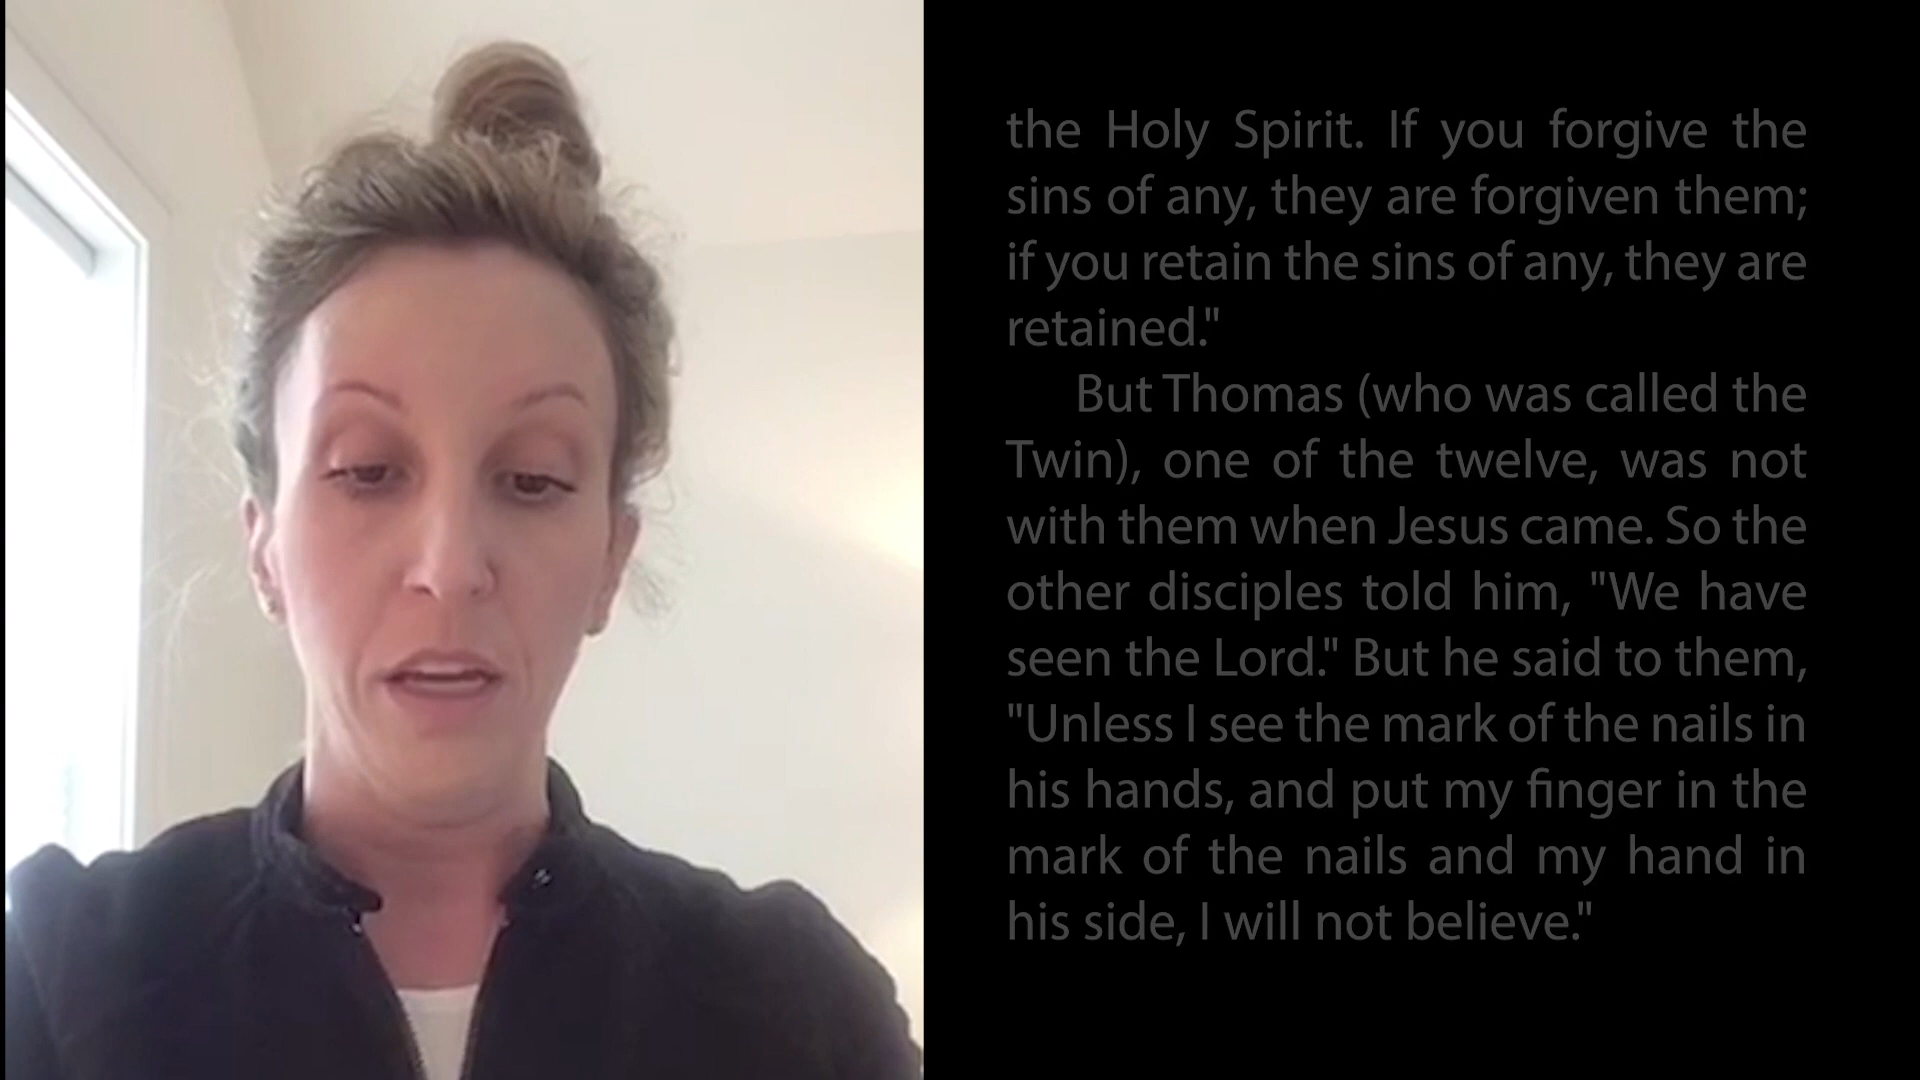 the Holy Spirit. If you forgive the
sins of any, they are forgiven them;
if you retain the sins of any, they are
retained."
But Thomas (who was called the
Twin), one of the twelve, was not
with them when Jesus came. So the
other disciples told him, "We have
seen the Lord." But he said to them,
"Unless I see the mark of the nails in
his hands, and put my finger in the
mark of the nails and my hand in
his side, I will not believe."